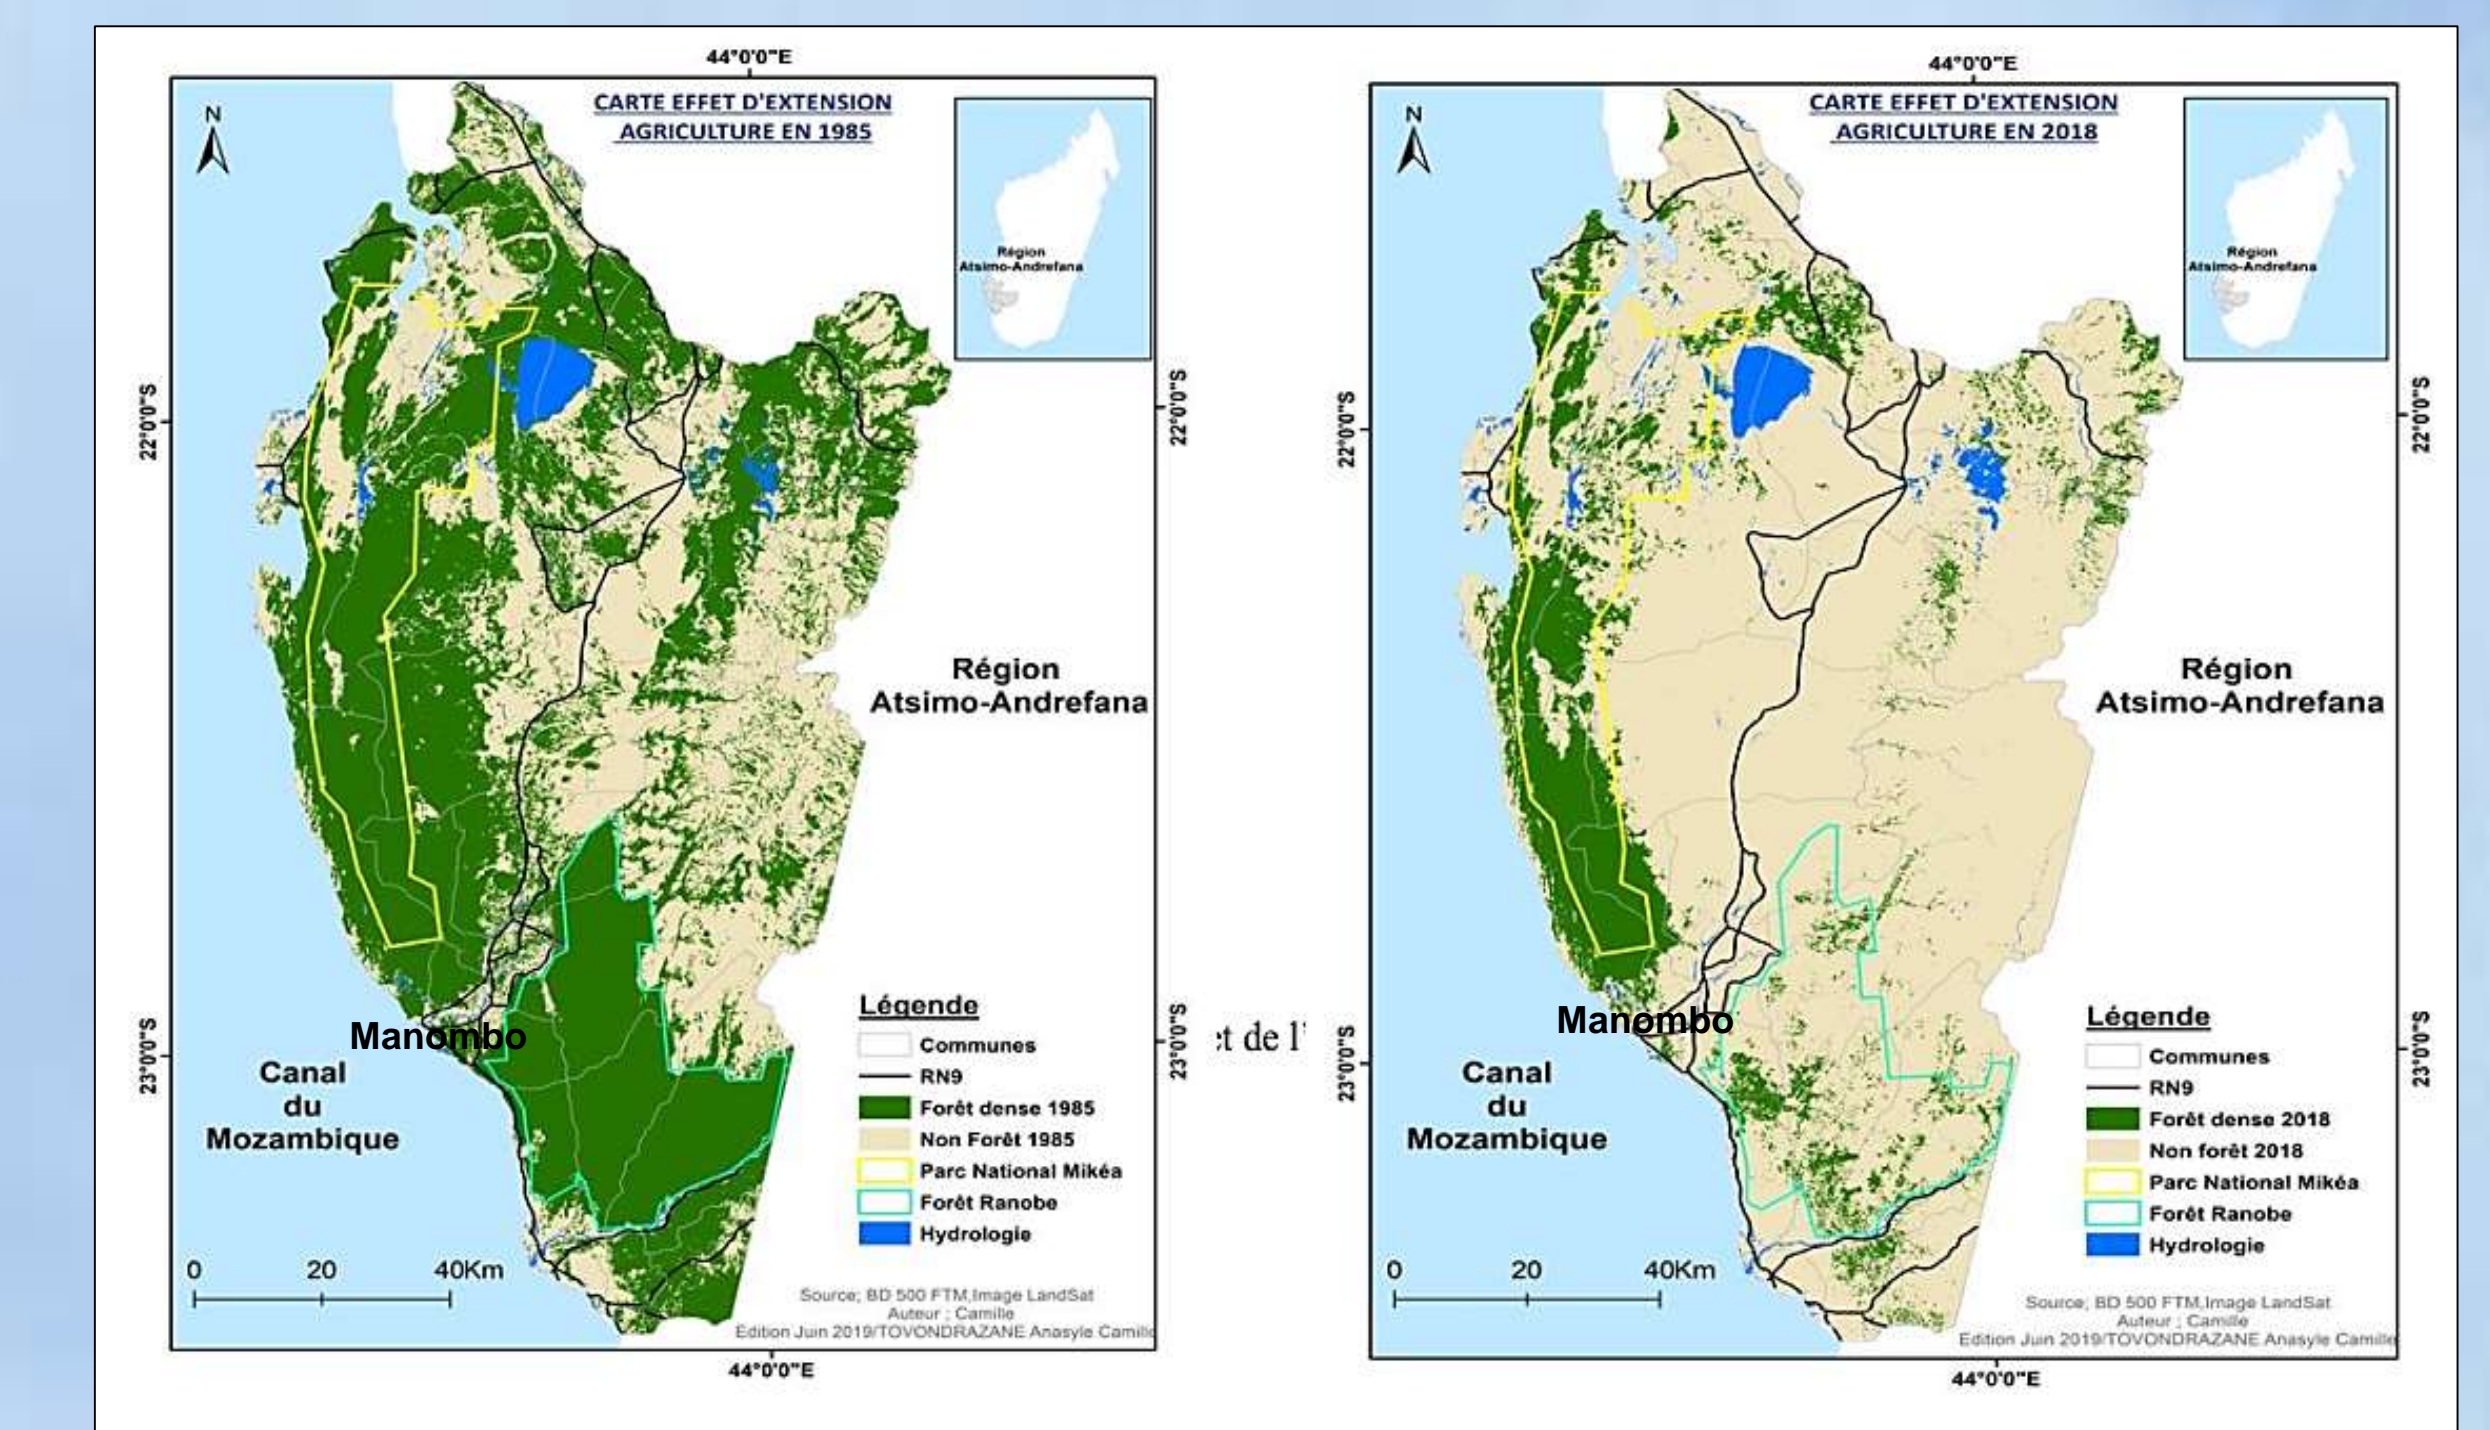 44°0'0"E
CARTE EFFET D'EXTENSION
AGRICULTURE EN 1985
N
Région
Atsimo-Andrefana
22°0'0"S
22°0'0"S
Région
Atsimo-Andrefana
Manombo
Canal
du
Mozambique
23°0'0"S
23°0'0"S
Légende
Communes
RN9
Forêt dense 1985
Non Forêt 1985
Parc National Mikéa
Forêt Ranobe
Hydrologie
0 20 40Km
Source; BD 500 FTM,Image LandSat
Auteur ; Camille
Edition Juin 2019/TOVONDRAZANE Anasyle Camille
44°0'0"E
et de l'
44°0'0"E
CARTE EFFET D'EXTENSION
AGRICULTURE EN 2018
N
Région
Atsimo-Andrefana
22°0'0"S
22°0'0"S
Région
Atsimo-Andrefana
Manombo
Canal
du
Mozambique
23°0'0"S
23°0'0"S
Légende
Communes
RN9
Forêt dense 2018
Non forêt 2018
Parc National Mikéa
Forêt Ranobe
Hydrologie
0 20 40Km
Source; BD 500 FTM,Image LandSat
Auteur ; Camille
Edition Juin 2019/TOVONDRAZANE Anasyle Camille
44°0'0"E